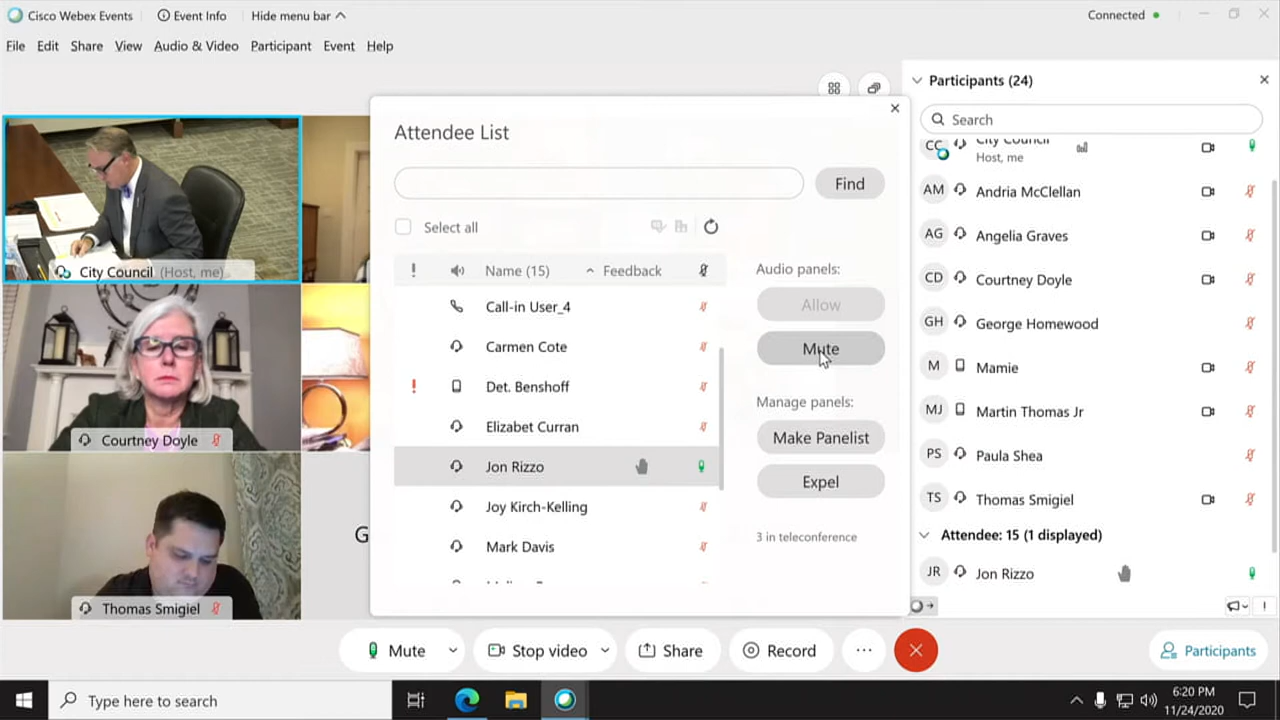 Cisco Webex Events
Event Info
Hide menu bar
Connected
File Edit Share View Audio & Video Participant Event Help
City Council (Host, me)
Courtney Doyle
Thomas Smigiel
G
Attendee List
Find
Select all
Name (15) Feedback
Call-in User_4
Carmen Cote
Det. Benshoff
Elizabet Curran
Jon Rizzo
Joy Kirch-Kelling
Mark Davis
Audio panels:
Allow
Mute
Manage panels:
Make Panelist
Expel
3 in teleconference
Participants (24)
Search
CC City Council
Host, me
AM Andria McClellan
AG Angelia Graves
CD Courtney Doyle
GH George Homewood
M Mamie
MJ Martin Thomas Jr
PS Paula Shea
TS Thomas Smigiel
Attendee: 15 (1 displayed)
JR Jon Rizzo
Mute Stop video Share Record
Participants
Type here to search
6:20 PM
11/24/2020